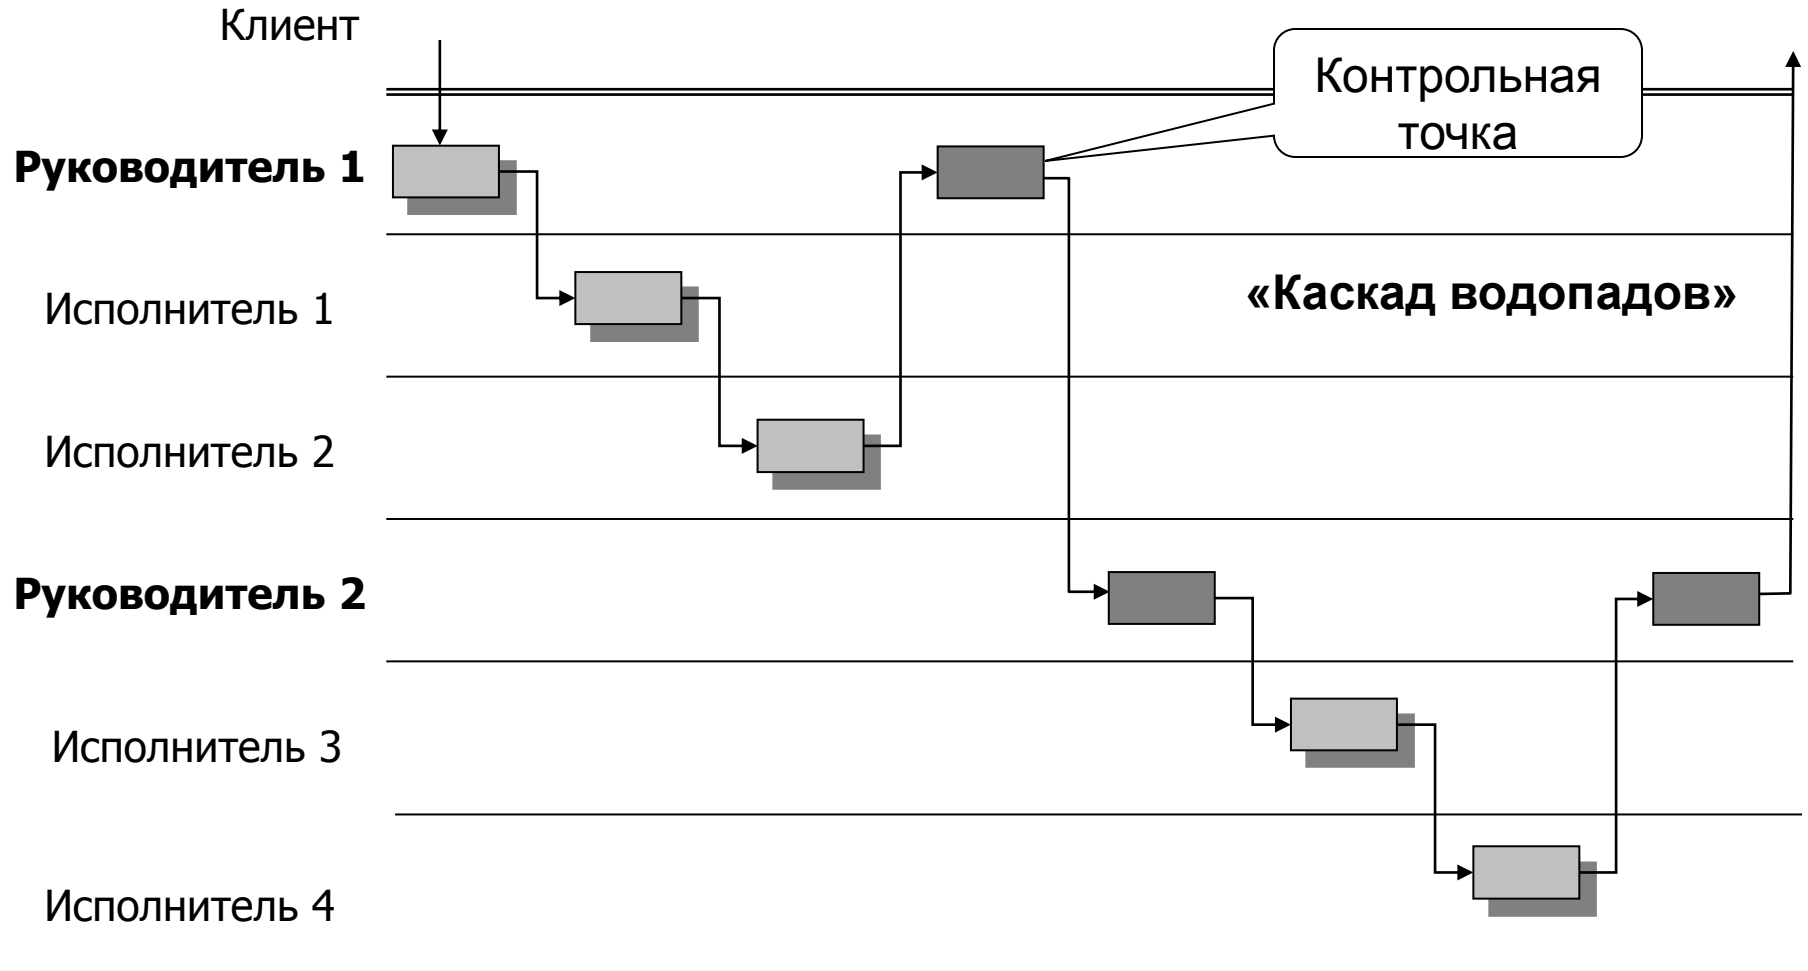 Клиент
Контрольная
точка
Руководитель 1
«Каскад водопадов»
Исполнитель 1
Исполнитель 2
Руководитель 2
Исполнитель 3
Исполнитель 4